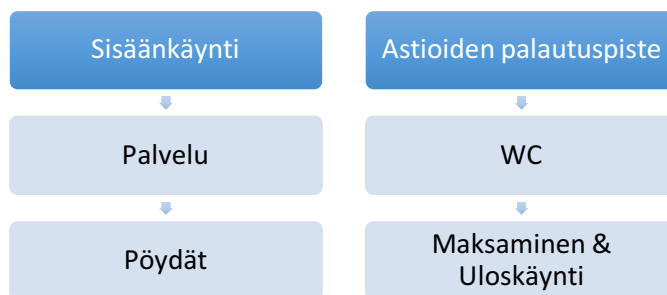 Sisäänkäynti
Palvelu
Pöydät
Astioiden palautuspiste
WC
Maksaminen &
Uloskäynti